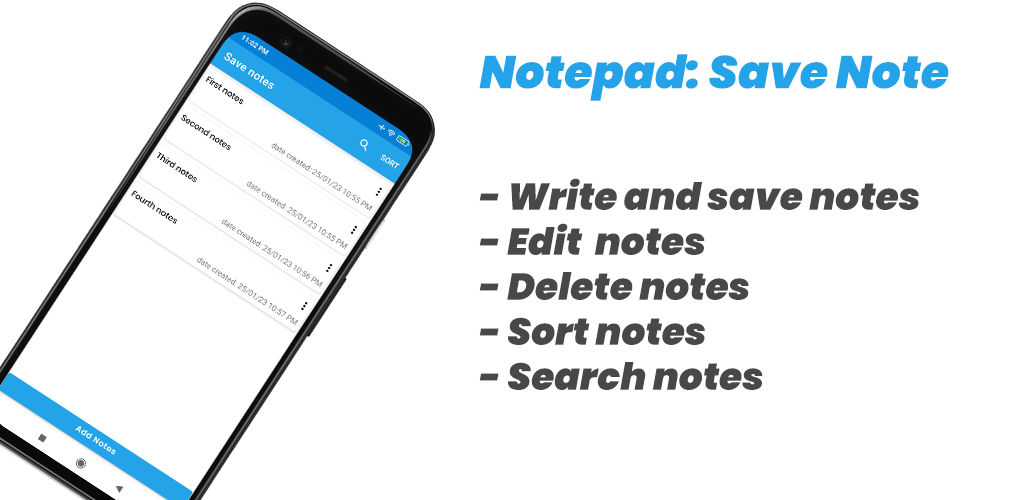 11:02 PM
Save notes
SORT
First notes
date created: 25/01/23 10:55 PM
Second notes
date created: 25/01/23 10:55 PM
Third notes
date created: 25/01/23 10:56 PM
Fourth notes
date created: 25/01/23 10:57 PM
Add Notes
Notepad: Save Note
- Write and save notes
- Edit notes
- Delete notes
- Sort notes
- Search notes